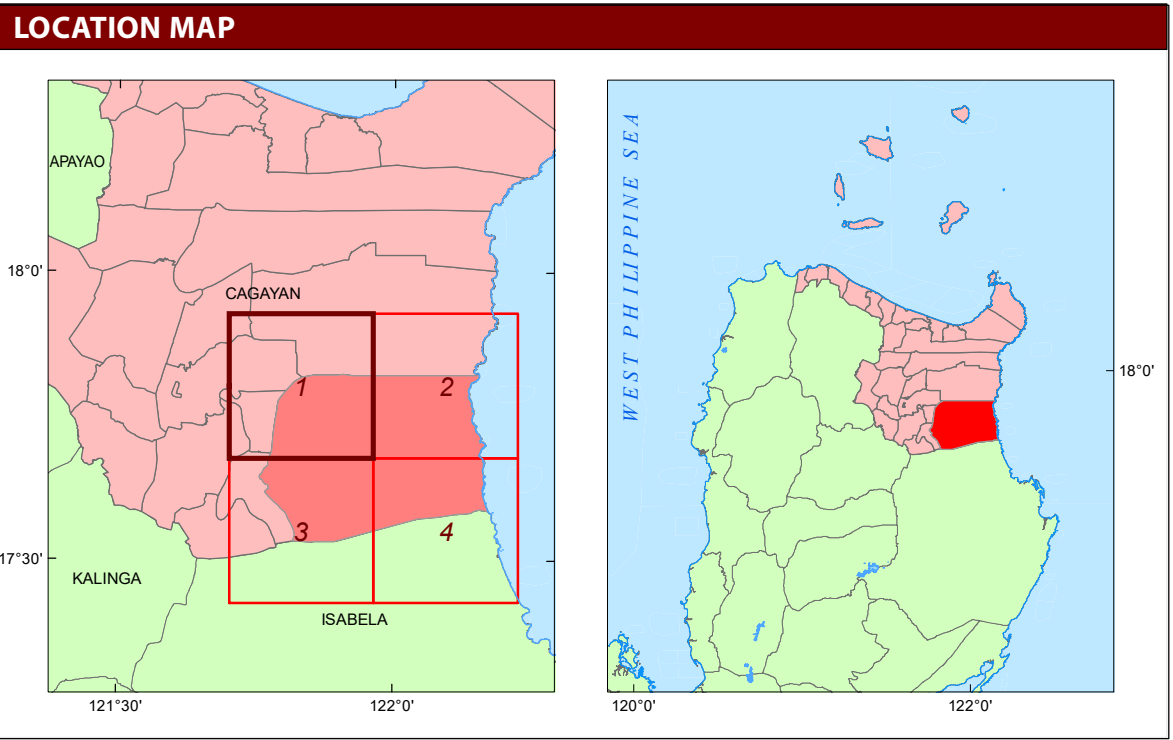 LOCATION MAP
APAYAO
18°0'
CAGAYAN
1
2
3
4
17°30'
KALINGA
ISABELA
121°30'
122°0'
WEST PHILIPPINE SEA
18°0'
120°0'
122°0'